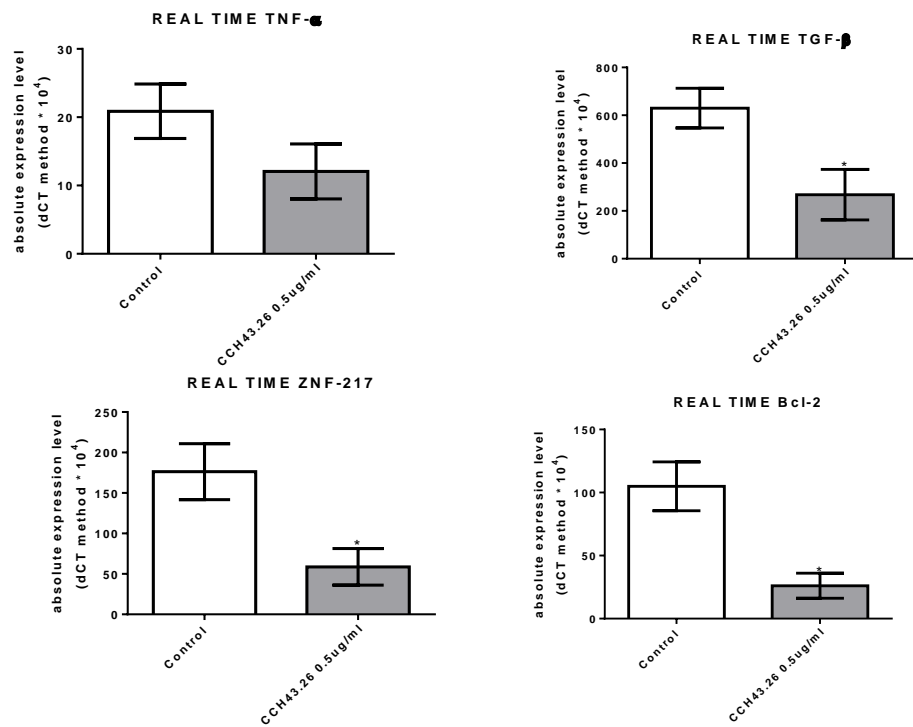 REAL TIME TNF-α
absolute expression level
(dCT method * 10⁴)
30
20
10
0
Control
CCH43.26 0.5ug/ml
REAL TIME TGF-β
absolute expression level
(dCT method * 10⁴)
800
600
400
200
0
*
Control
CCH43.26 0.5ug/ml
REAL TIME ZNF-217
absolute expression level
(dCT method * 10⁴)
250
200
150
100
50
0
*
Control
CCH43.26 0.5ug/ml
REAL TIME Bcl-2
absolute expression level
(dCT method * 10⁴)
150
100
50
0
*
Control
CCH43.26 0.5ug/ml